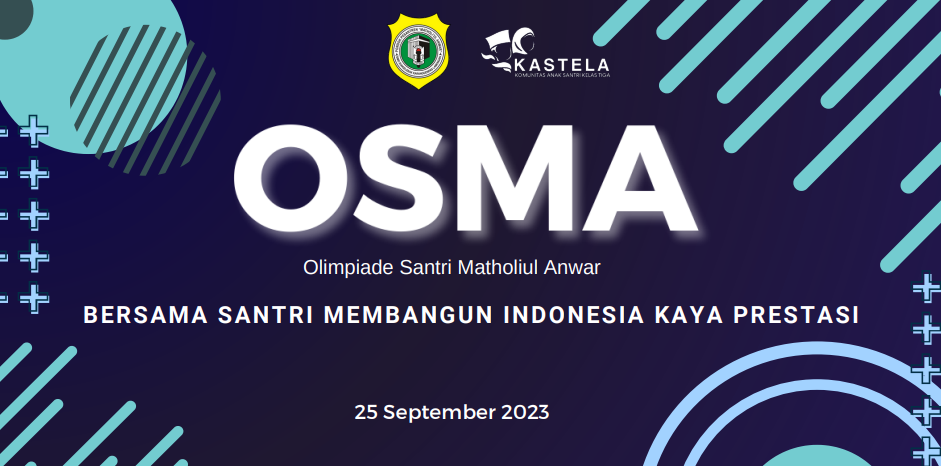 KASTELA
KOMUNITAS ANAK SANTRI KELAS TIGA
OSMA
Olimpiade Santri Matholiul Anwar
BERSAMA SANTRI MEMBANGUN INDONESIA KAYA PRESTASI
25 September 2023